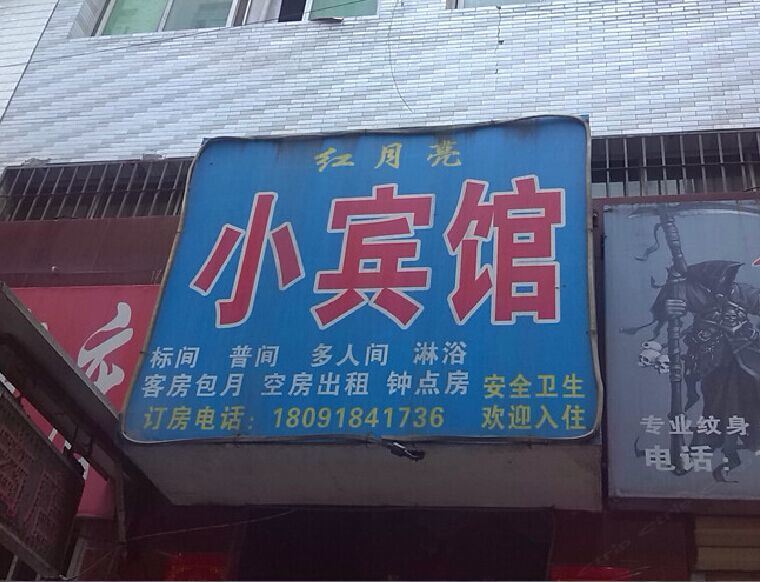 红月亮
小宾馆
标间 普间 多人间 淋浴
客房包月 空房出租 钟点房 安全卫生
订房电话：18091841736 欢迎入住
专业纹身
电话：